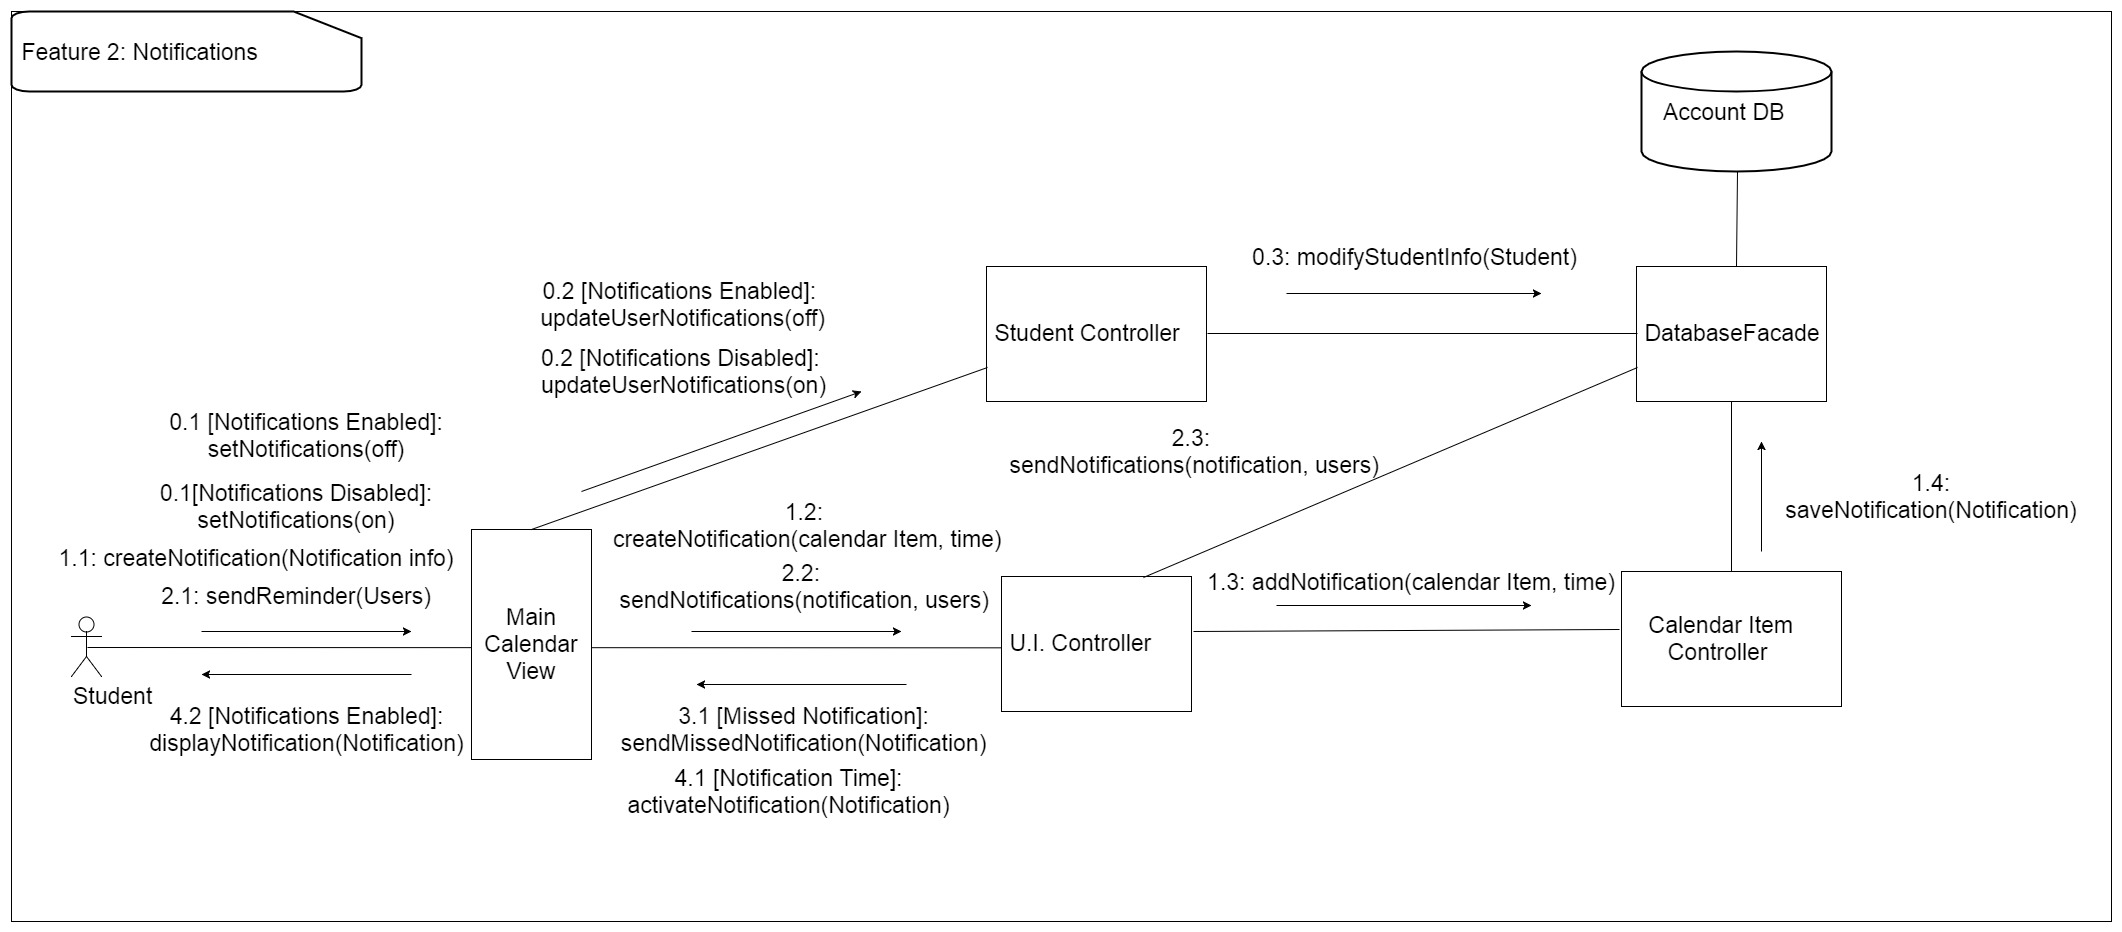 Feature 2: Notifications
Account DB
0.3: modifyStudentInfo(Student)
0.2 [Notifications Enabled]:
updateUserNotifications(off)
0.2 [Notifications Disabled]:
updateUserNotifications(on)
Student Controller
DatabaseFacade
0.1 [Notifications Enabled]:
setNotifications(off)
0.1[Notifications Disabled]:
setNotifications(on)
1.1: createNotification(Notification info)
2.1: sendReminder(Users)
2.3:
sendNotifications(notification, users)
1.4:
saveNotification(Notification)
1.2:
createNotification(calendar Item, time)
2.2:
sendNotifications(notification, users)
1.3: addNotification(calendar Item, time)
Main
Calendar
View
U.I. Controller
Calendar Item
Controller
Student
4.2 [Notifications Enabled]:
displayNotification(Notification)
3.1 [Missed Notification]:
sendMissedNotification(Notification)
4.1 [Notification Time]:
activateNotification(Notification)